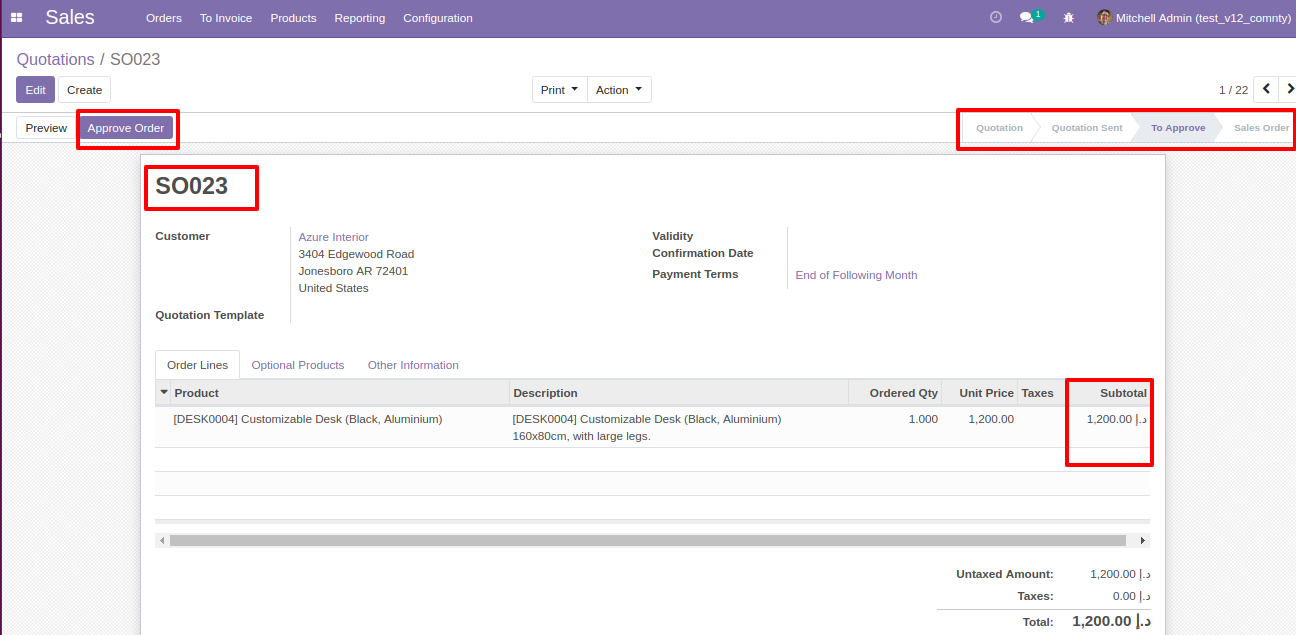 Sales Orders To Invoice Products Reporting Configuration 1 Mitchell Admin (test_v12_comnty)
Quotations / SO023
Edit Create Print Action 1 / 22
Preview Approve Order Quotation Quotation Sent To Approve Sales Order
SO023
Customer Azure Interior Validity
3404 Edgewood Road Confirmation Date
Jonesboro AR 72401 Payment Terms End of Following Month
United States
Quotation Template
Order Lines Optional Products Other Information
Product Description Ordered Qty Unit Price Taxes Subtotal
[DESK0004] Customizable Desk (Black, Aluminium) [DESK0004] Customizable Desk (Black, Aluminium) 1.000 1,200.00 1,200.00 د.إ
160x80cm, with large legs.
Untaxed Amount: 1,200.00 د.إ
Taxes: 0.00 د.إ
Total: 1,200.00 د.إ